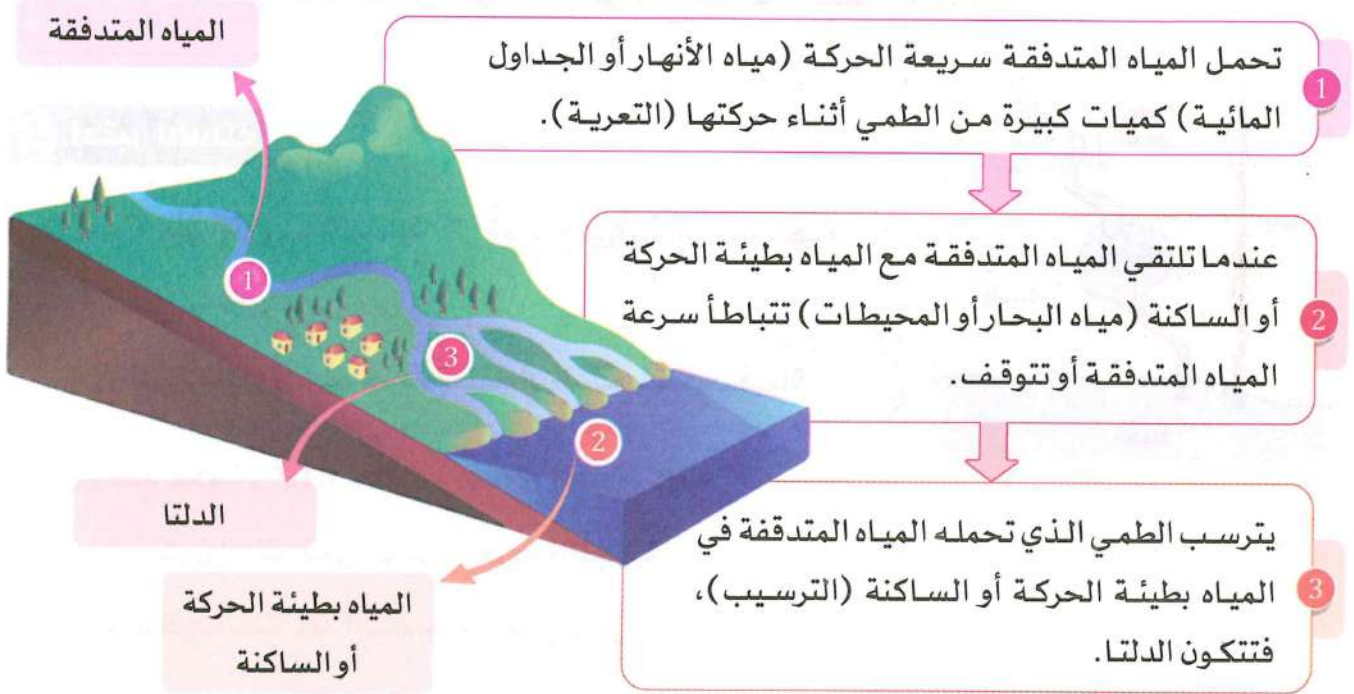 المياه المتدفقة
1
تحمل المياه المتدفقة سريعة الحركة (مياه الأنهار أو الجداول
المائية) كميات كبيرة من الطمي أثناء حركتها (التعرية).
2
عندما تلتقي المياه المتدفقة مع المياه بطيئة الحركة
أو الساكنة (مياه البحار أو المحيطات) تتباطأ سرعة
المياه المتدفقة أو تتوقف.
3
يترسب الطمي الذي تحمله المياه المتدقفة في
المياه بطيئة الحركة أو الساكنة (الترسيب)،
فتتكون الدلتا.
1
3
2
الدلتا
المياه بطيئة الحركة
أو الساكنة